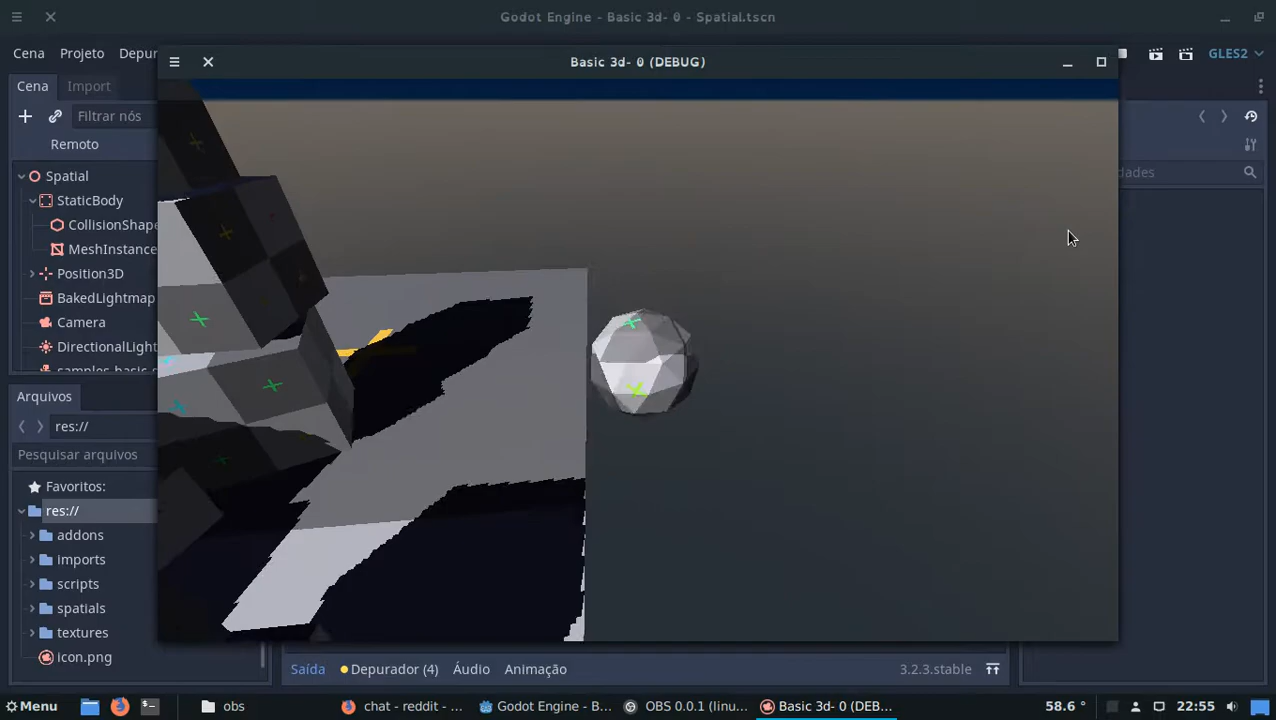 Godot Engine - Basic 3d- 0 - Spatial.tscn
Cena Projeto Depur
GLES2
Basic 3d- 0 (DEBUG)
Cena Import
Filtrar nós
Remoto
dades
Spatial
StaticBody
CollisionShape
MeshInstance
Position3D
BakedLightmap
Camera
DirectionalLight
samples_basic
Arquivos
res://
Pesquisar arquivos
Favoritos:
res://
addons
imports
scripts
spatials
textures
icon.png
Saída Depurador (4) Áudio Animação 3.2.3.stable
Menu obs chat - reddit - ... Godot Engine - B... OBS 0.0.1 (linu... Basic 3d- 0 (DEB... 58.6 ° 22:55